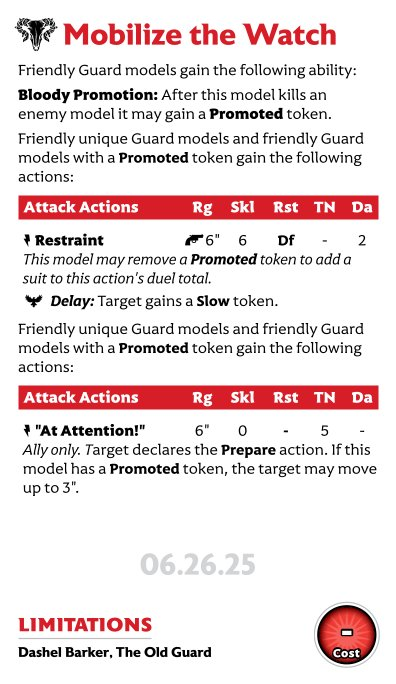 Mobilize the Watch
Friendly Guard models gain the following ability:
Bloody Promotion: After this model kills an
enemy model it may gain a Promoted token.
Friendly unique Guard models and friendly Guard
models with a Promoted token gain the following
actions:
Attack Actions Rg Skl Rst TN Da
Restraint 6" 6 Df - 2
This model may remove a Promoted token to add a
suit to this action's duel total.
Delay: Target gains a Slow token.
Friendly unique Guard models and friendly Guard
models with a Promoted token gain the following
actions:
Attack Actions Rg Skl Rst TN Da
"At Attention!" 6" 0 - 5 -
Ally only. Target declares the Prepare action. If this
model has a Promoted token, the target may move
up to 3".
06.26.25
LIMITATIONS
Dashel Barker, The Old Guard
-
Cost